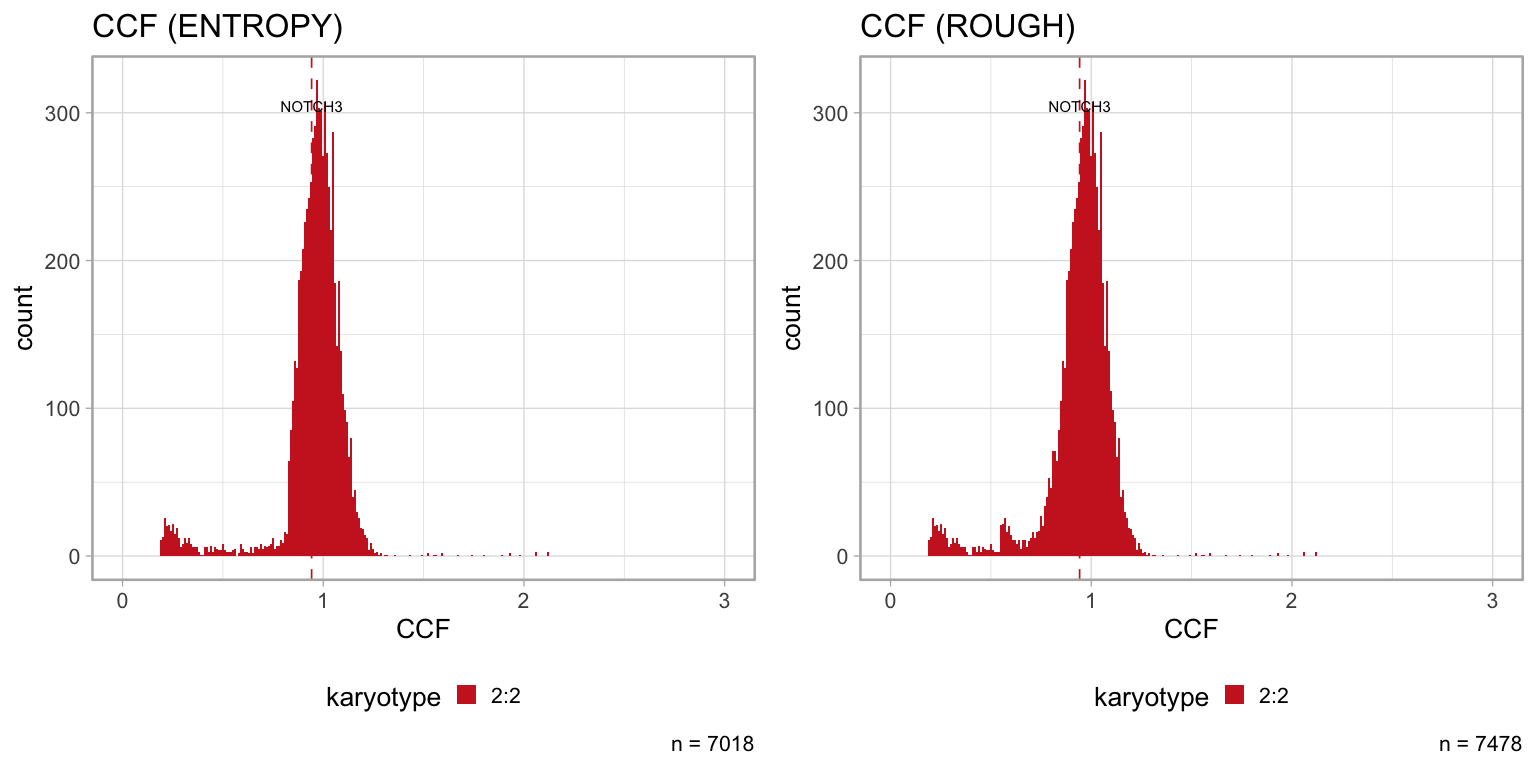 CCF (ENTROPY)
300
200
100
0
count
NOTCH3
0 1 2 3
CCF
karyotype 2:2
n = 7018
CCF (ROUGH)
300
200
100
0
count
NOTCH3
0 1 2 3
CCF
karyotype 2:2
n = 7478